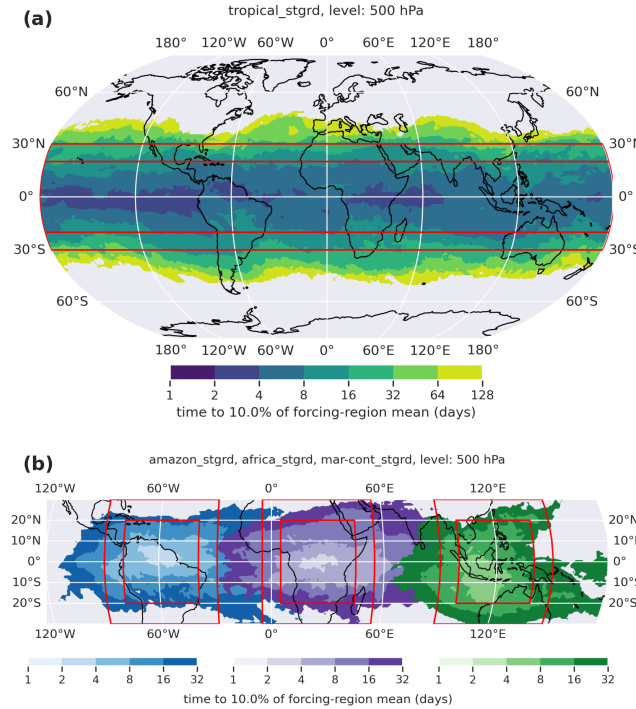 (a)
tropical_stgrd, level: 500 hPa
180° 120°W 60°W 0° 60°E 120°E 180°
60°N 60°N
30°N 30°N
0° 0°
30°S 30°S
60°S 60°S
180° 120°W 60°W 0° 60°E 120°E 180°
1 2 4 8 16 32 64 128
time to 10.0% of forcing-region mean (days)
(b)
amazon_stgrd, africa_stgrd, mar-cont_stgrd, level: 500 hPa
120°W 60°W 0° 60°E 120°E
20°N 20°N
10°N 10°N
0° 0°
10°S 10°S
20°S 20°S
120°W 60°W 0° 60°E 120°E
1 2 4 8 16 32 1 2 4 8 16 32 1 2 4 8 16 32
time to 10.0% of forcing-region mean (days)